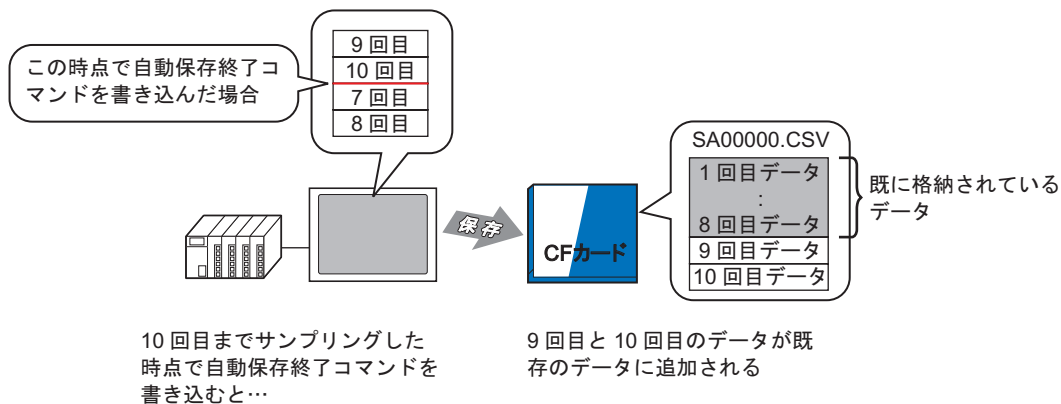 この時点で自動保存終了コ
マンドを書き込んだ場合
9 回目
10 回目
7 回目
8 回目
保存
CFカード
SA00000.CSV
1 回目データ
:
8 回目データ
9 回目データ
10 回目データ
既に格納されている
データ
10 回目までサンプリングした
時点で自動保存終了コマンドを
書き込むと…
9 回目と 10 回目のデータが既
存のデータに追加される